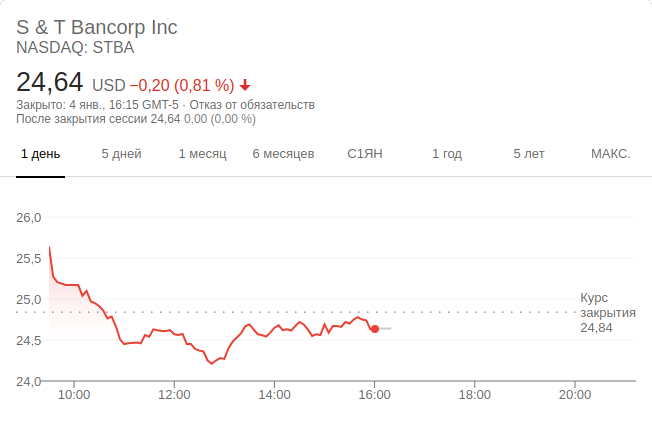 S & T Bancorp Inc
NASDAQ: STBA
24,64 USD −0,20 (0,81 %)
Закрыто: 4 янв., 16:15 GMT-5 · Отказ от обязательств
После закрытия сессии 24,64 0,00 (0,00 %)
1 день 5 дней 1 месяц 6 месяцев С1ЯН 1 год 5 лет МАКС.
26,0
25,5
25,0
Курс
закрытия
24,84
24,5
24,0
10:00 12:00 14:00 16:00 18:00 20:00